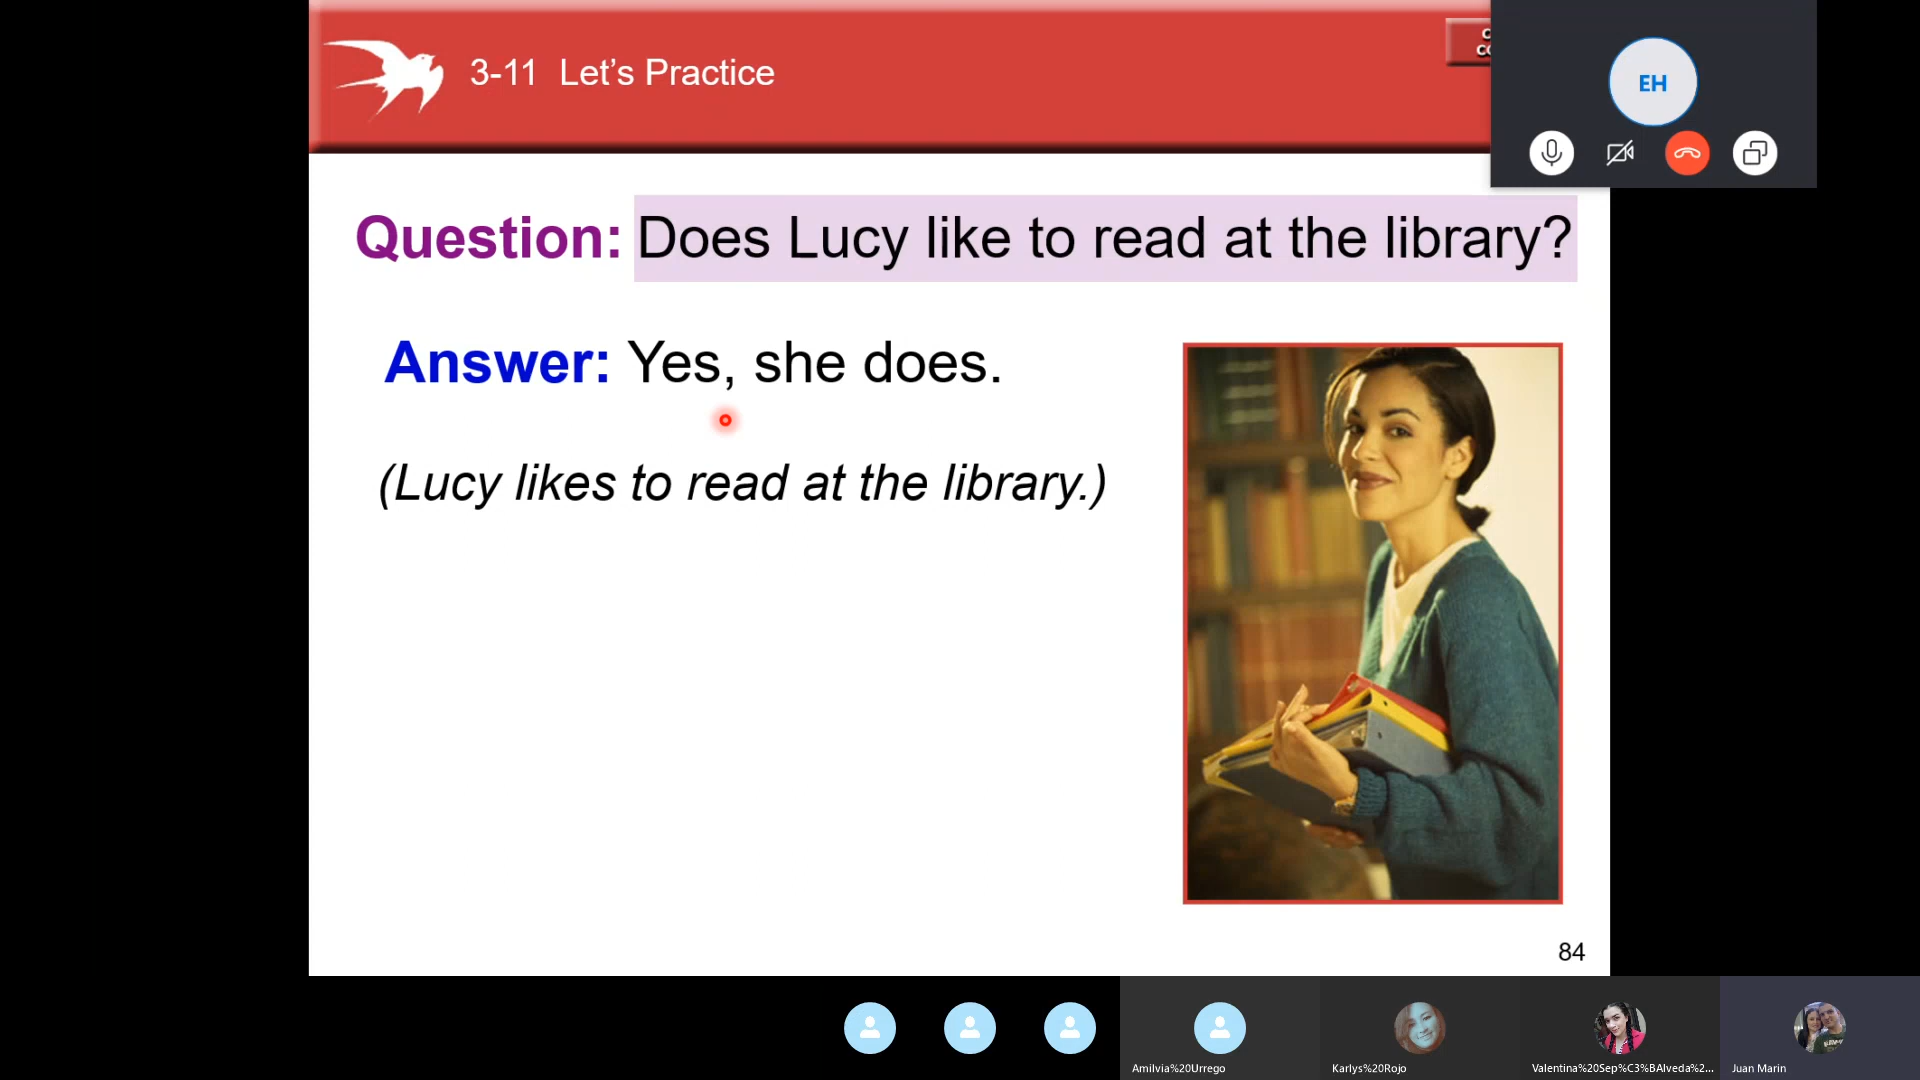 3-11 Let's Practice
EH
Question: Does Lucy like to read at the library?
Answer: Yes, she does.
(Lucy likes to read at the library.)
84
Amilvia%20Urrego
Karlys%20Rojo
Valentina%20Sep%C3%BAlveda%2...
Juan Marin